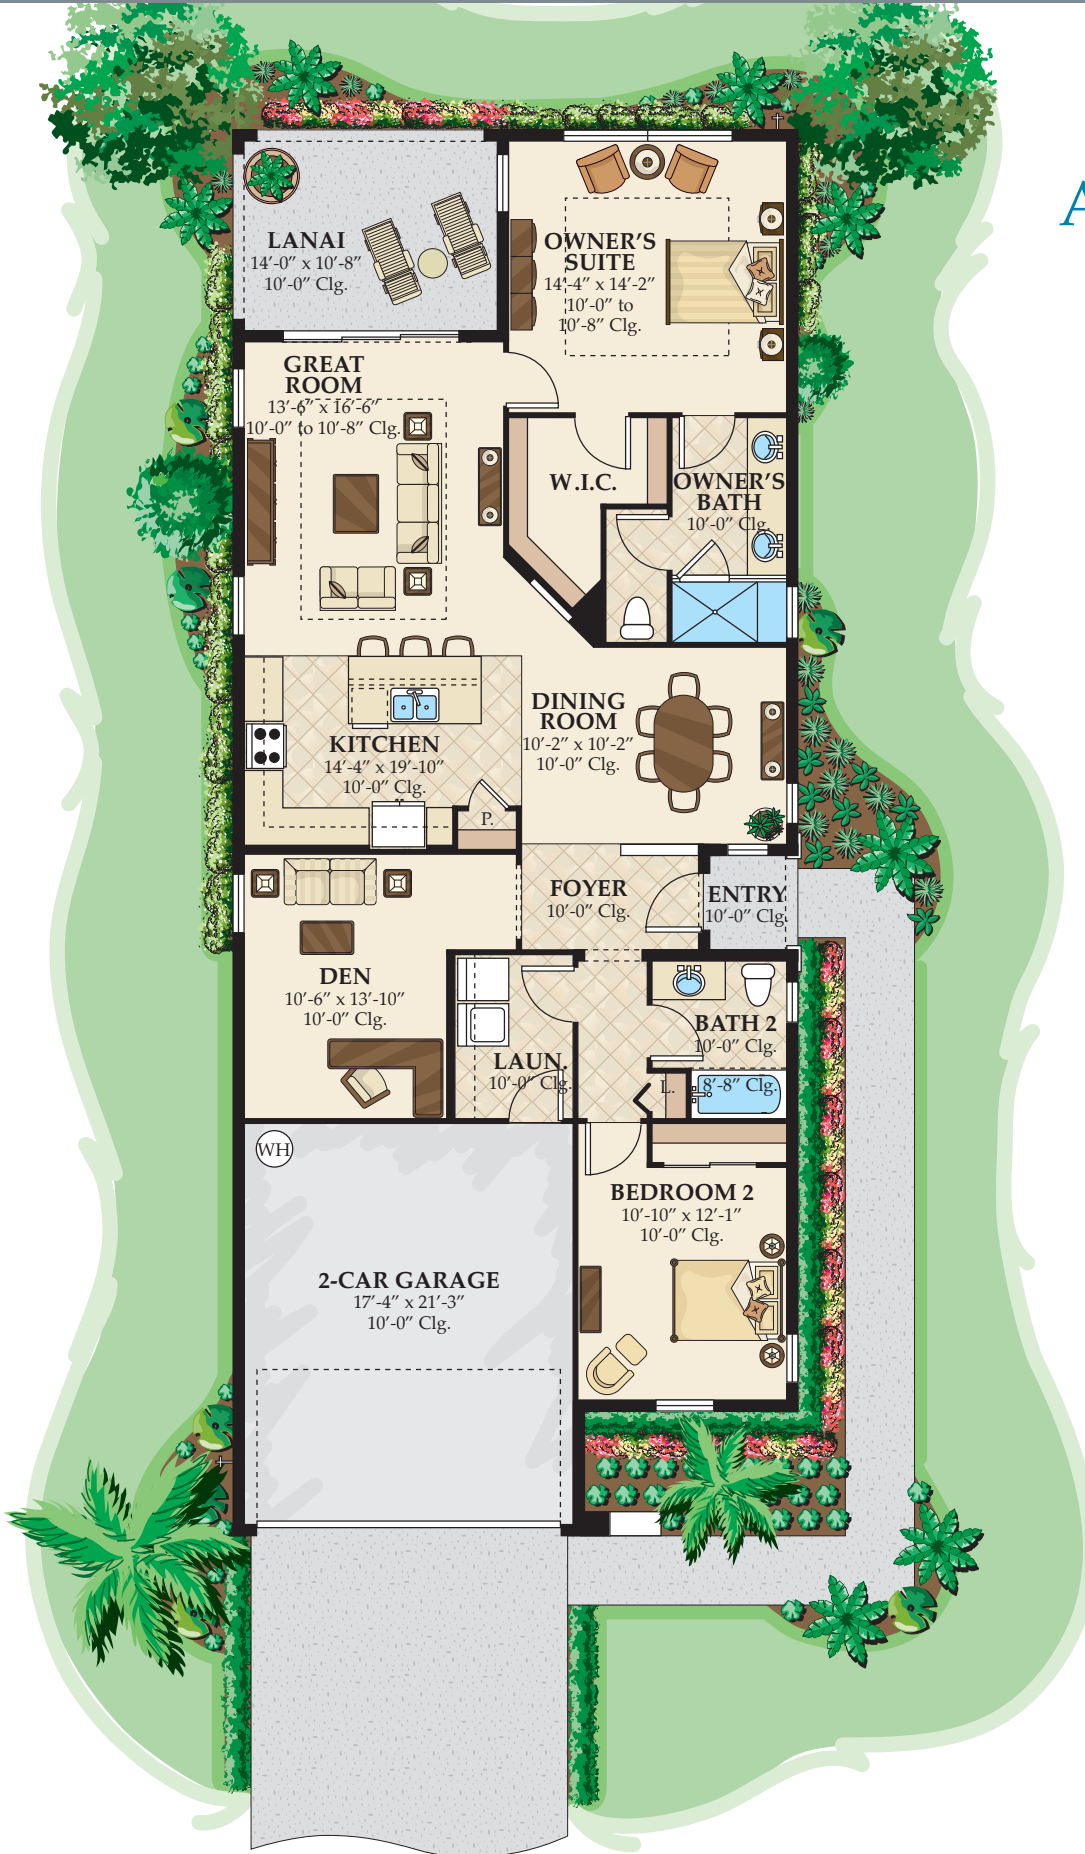 A
LANAI
14'-0" x 10'-8"
10'-0" Clg.
OWNER'S
SUITE
14'-4" x 14'-2"
10'-0" to
10'-8" Clg.
GREAT
ROOM
13'-6" x 16'-6"
10'-0" to 10'-8" Clg.
W.I.C.
OWNER'S
BATH
10'-0" Clg.
DINING
ROOM
10'-2" x 10'-2"
10'-0" Clg.
KITCHEN
14'-4" x 19'-10"
10'-0" Clg.
P.
FOYER
10'-0" Clg.
ENTRY
10'-0" Clg.
DEN
10'-6" x 13'-10"
10'-0" Clg.
LAUN.
10'-0" Clg.
BATH 2
10'-0" Clg.
L.
8'-8" Clg.
WH
BEDROOM 2
10'-10" x 12'-1"
10'-0" Clg.
2-CAR GARAGE
17'-4" x 21'-3"
10'-0" Clg.